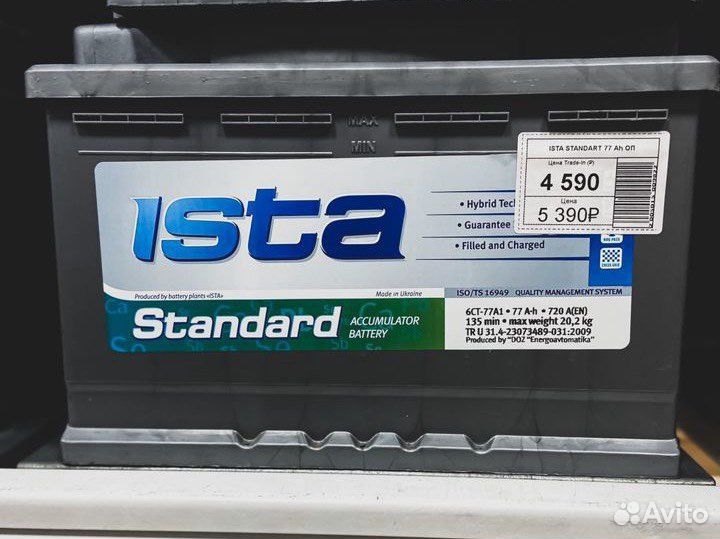 MAX
MIN
ISTA STANDART 77 Ah ОП
Цена Trade-in (₽)
4 590
Цена
5 390₽
ısta
• Hybrid Tech
• Guarantee
• Filled and Charged
Produced by battery plants «ISTA»
Made in Ukraine
ISO/TS 16949 QUALITY MANAGEMENT SYSTEM
Standard
ACCUMULATOR
BATTERY
6CT-77A1 • 77 A·h • 720 A(EN)
135 min • max weight 20,2 kg
TR U 31.4-23073489-031:2009
Produced by "DOZ "Energoavtomatika"
Ca
Sb
Avito